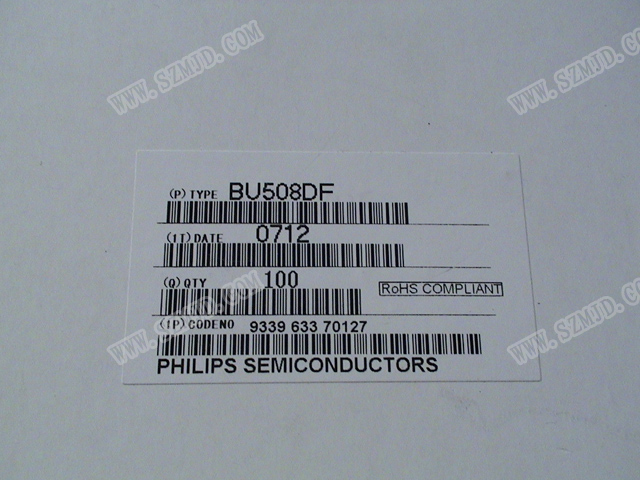 WWW.SZMJD.COM
WWW.SZMJD.COM
(P) TYPE BU508DF
(1T) DATE 0712
(Q) QTY 100
RoHS COMPLIANT
(1P) CODENO 9339 633 70127
PHILIPS SEMICONDUCTORS
WWW.SZMJD.COM
WWW.SZMJD.COM